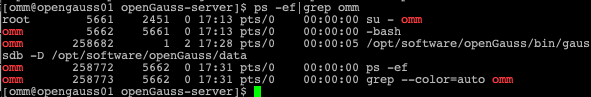 [omm@opengauss01 openGauss-server]$ ps -ef|grep omm
root        5661    2451  0 17:13 pts/0    00:00:00 su - omm
omm         5662    5661  0 17:13 pts/0    00:00:00 -bash
omm       258682       1  2 17:28 pts/0    00:00:05 /opt/software/openGauss/bin/gaus
sdb -D /opt/software/openGauss/data
omm       258772    5662  0 17:31 pts/0    00:00:00 ps -ef
omm       258773    5662  0 17:31 pts/0    00:00:00 grep --color=auto omm
[omm@opengauss01 openGauss-server]$